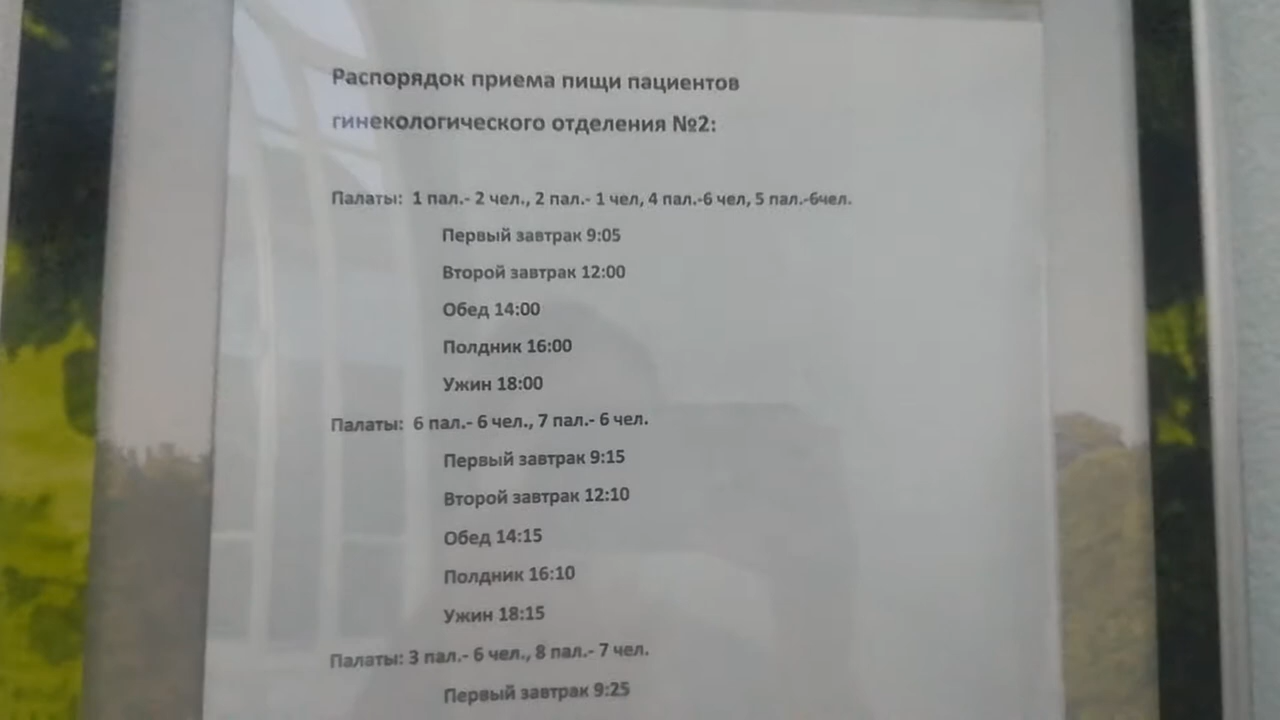 Распорядок приема пищи пациентов
гинекологического отделения №2:
Палаты: 1 пал.- 2 чел., 2 пал.- 1 чел, 4 пал.-6 чел, 5 пал.-6чел.
Первый завтрак 9:05
Второй завтрак 12:00
Обед 14:00
Полдник 16:00
Ужин 18:00
Палаты: 6 пал.- 6 чел., 7 пал.- 6 чел.
Первый завтрак 9:15
Второй завтрак 12:10
Обед 14:15
Полдник 16:10
Ужин 18:15
Палаты: 3 пал.- 6 чел., 8 пал.- 7 чел.
Первый завтрак 9:25